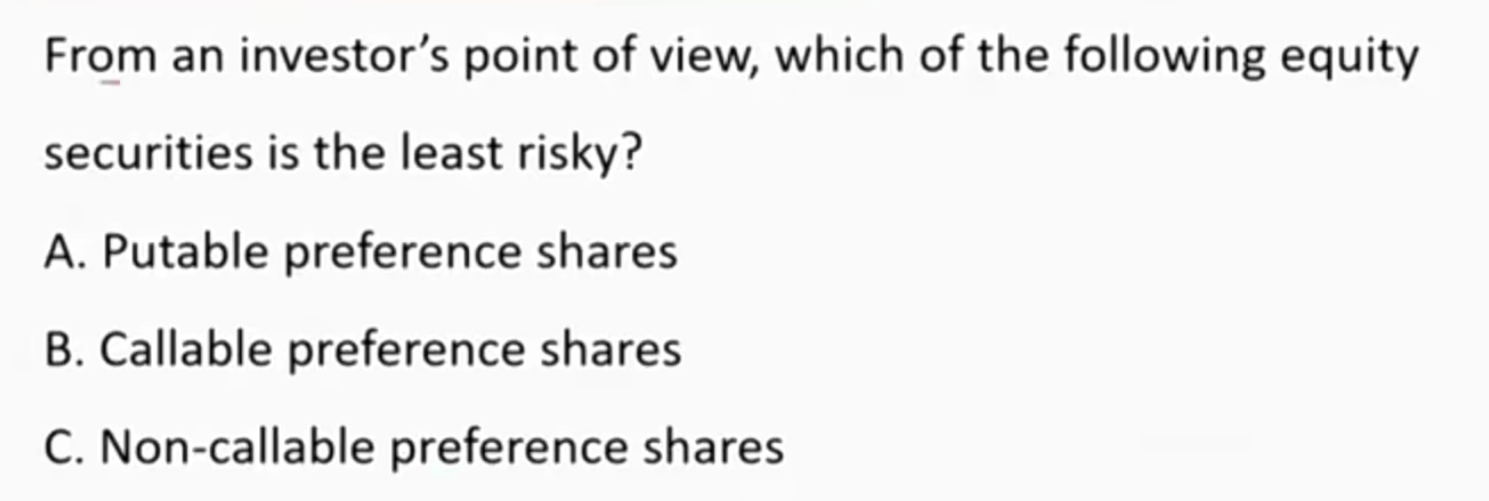 From an investor’s point of view, which of the following equity
securities is the least risky?
A. Putable preference shares
B. Callable preference shares
C. Non-callable preference shares